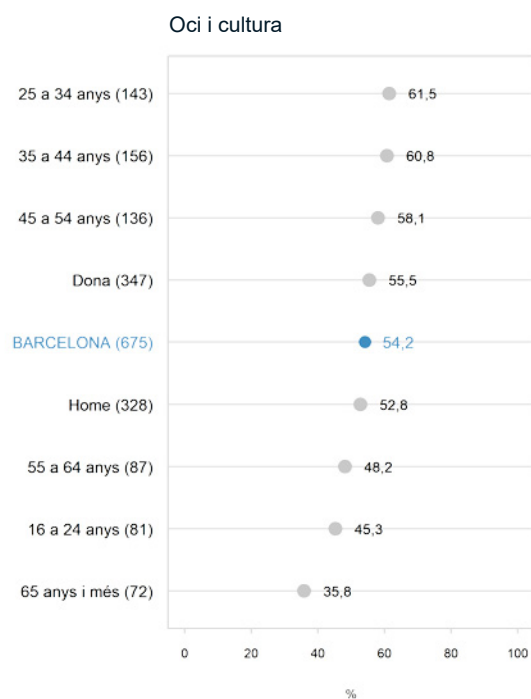 Oci i cultura
25 a 34 anys (143) 61,5
35 a 44 anys (156) 60,8
45 a 54 anys (136) 58,1
Dona (347) 55,5
BARCELONA (675) 54,2
Home (328) 52,8
55 a 64 anys (87) 48,2
16 a 24 anys (81) 45,3
65 anys i més (72) 35,8
0 20 40 60 80 100
%